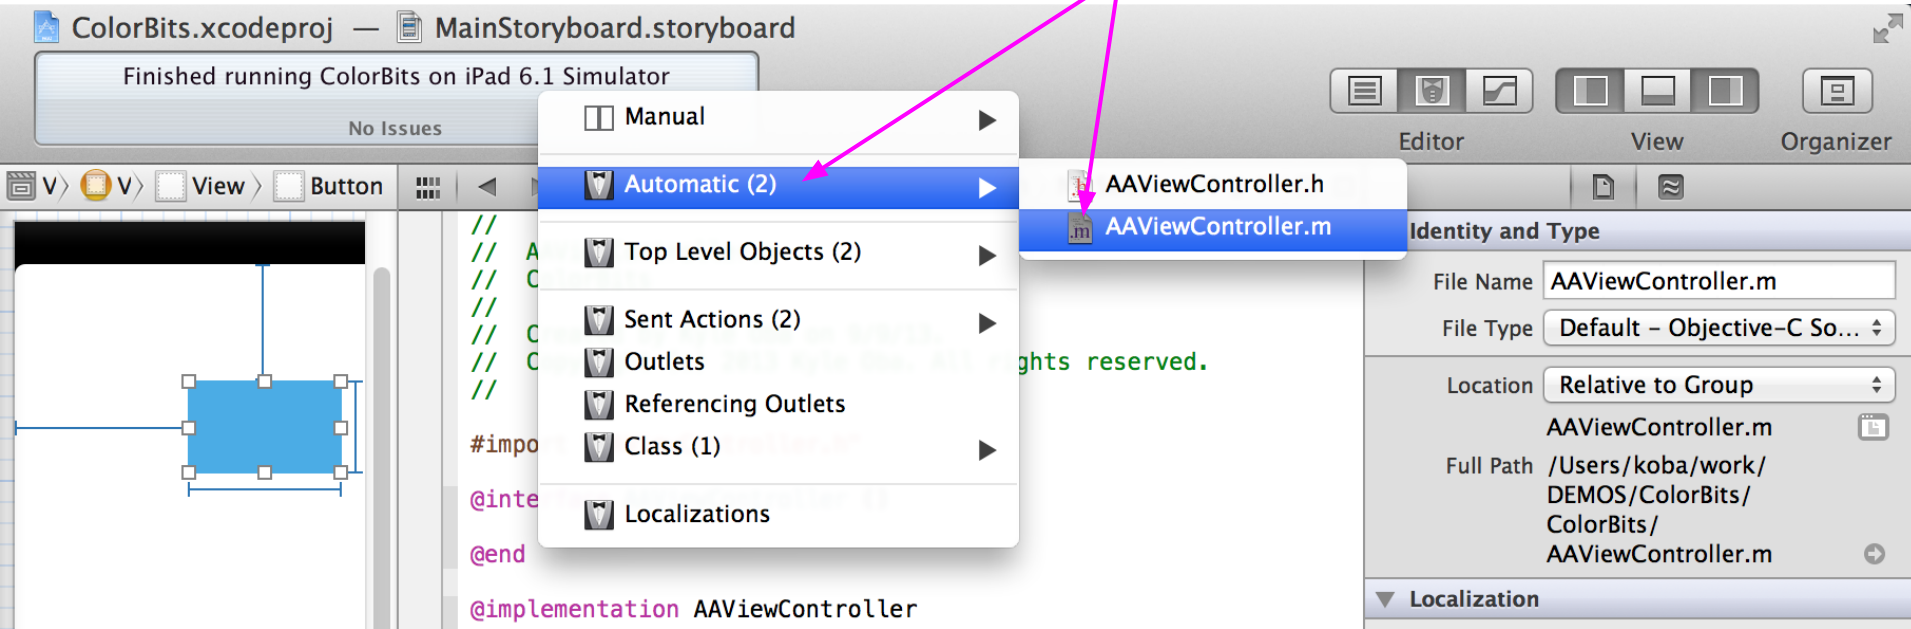 ColorBits.xcodeproj — MainStoryboard.storyboard
Finished running ColorBits on iPad 6.1 Simulator
No Issues
Editor
View
Organizer
V
V
View
Button
Manual
Automatic (2)
Top Level Objects (2)
Sent Actions (2)
Outlets
Referencing Outlets
Class (1)
Localizations
AAViewController.h
AAViewController.m
//
//
//
//
//
// 2013 Kyle rights reserved.
//
#impo
@inte
@end
@implementation AAViewController
Identity and Type
File Name AAViewController.m
File Type Default – Objective-C So...
Location Relative to Group
AAViewController.m
Full Path /Users/koba/work/
DEMOS/ColorBits/
ColorBits/
AAViewController.m
Localization